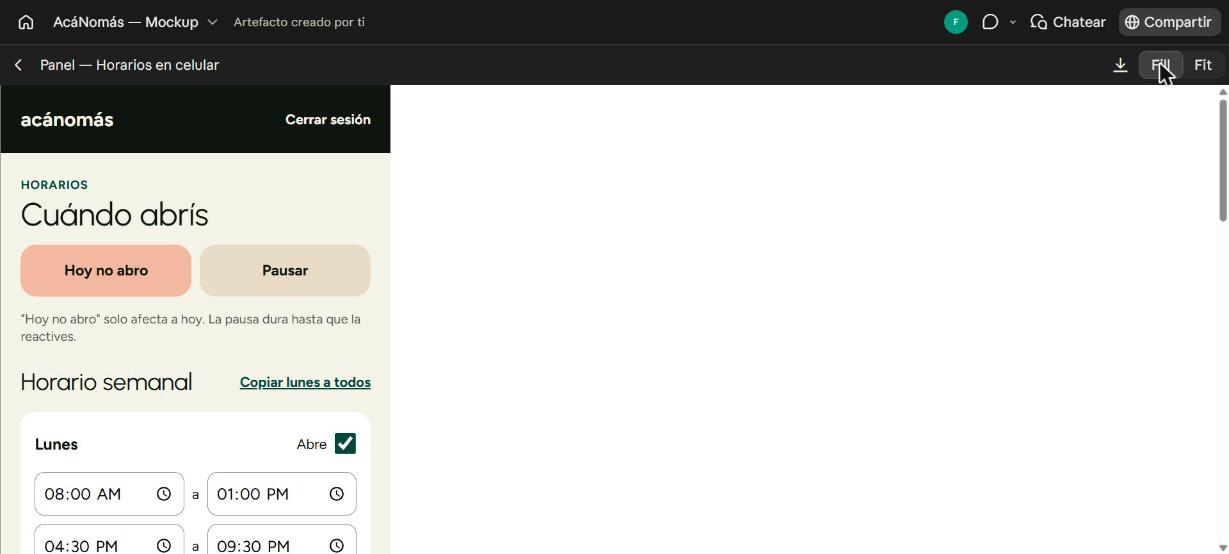 AcáNomás — Mockup
Artefacto creado por ti
F
Chatear
Compartir
Panel — Horarios en celular
Fill
Fit
acánomás
Cerrar sesión
HORARIOS
Cuándo abrís
Hoy no abro
Pausar
"Hoy no abro" solo afecta a hoy. La pausa dura hasta que la
reactives.
Horario semanal
Copiar lunes a todos
Lunes
Abre
08:00 AM
a
01:00 PM
04:30 PM
a
09:30 PM